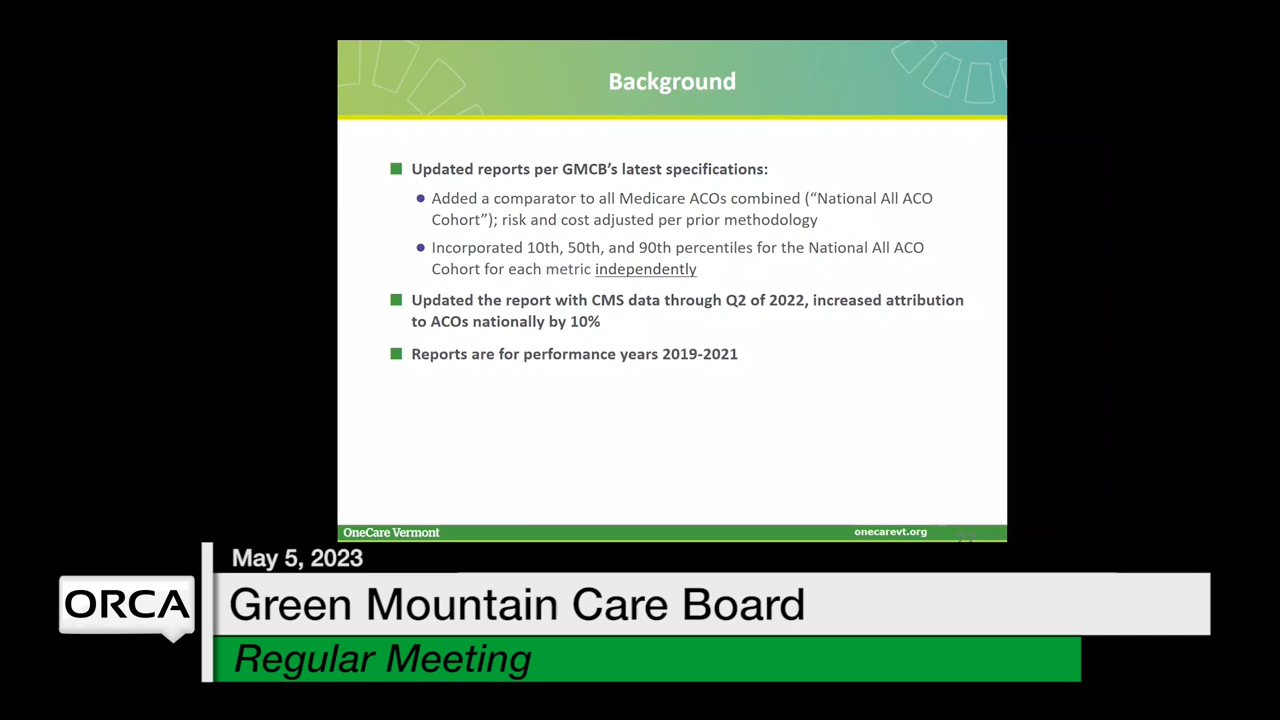 Background
Updated reports per GMCB's latest specifications:
Added a comparator to all Medicare ACOs combined (“National All ACO
Cohort”); risk and cost adjusted per prior methodology
Incorporated 10th, 50th, and 90th percentiles for the National All ACO
Cohort for each metric independently
Updated the report with CMS data through Q2 of 2022, increased attribution
to ACOs nationally by 10%
Reports are for performance years 2019-2021
OneCare Vermont
onecarevt.org
May 5, 2023
ORCA
Green Mountain Care Board
Regular Meeting